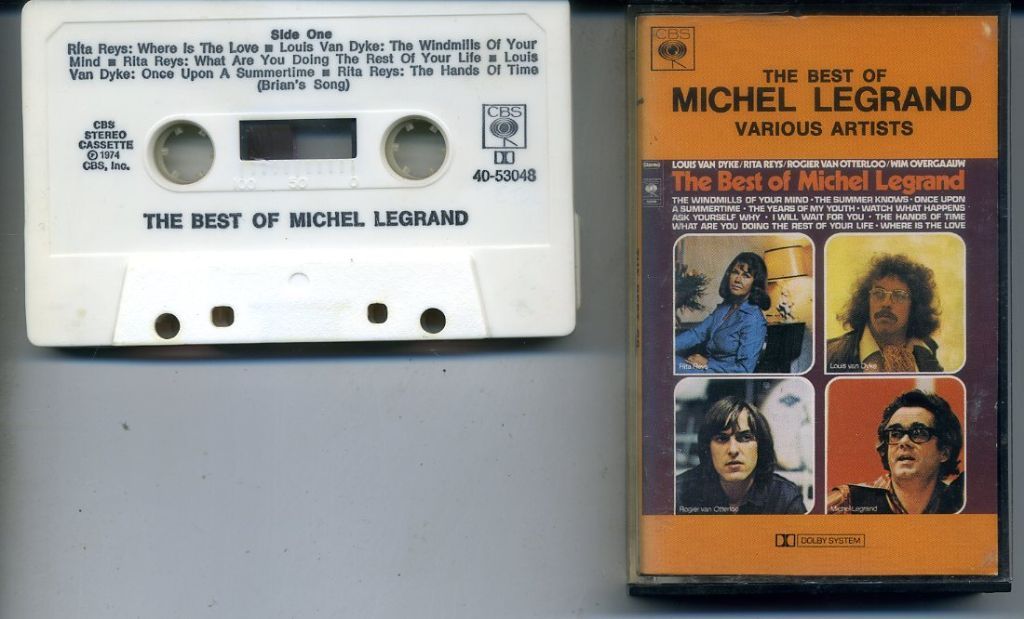 Side One
Rita Reys: Where Is The Love ■ Louis Van Dyke: The Windmills Of Your
Mind ■ Rita Reys: What Are You Doing The Rest Of Your Life ■ Louis
Van Dyke: Once Upon A Summertime ■ Rita Reys: The Hands Of Time
(Brian's Song)
CBS
STEREO
CASSETTE
℗ 1974
CBS, Inc.
100 50 0
CBS
40-53048
THE BEST OF MICHEL LEGRAND
CBS
THE BEST OF
MICHEL LEGRAND
VARIOUS ARTISTS
Stereo
LOUIS VAN DYKE/RITA REYS/ROGIER VAN OTTERLOO/WIM OVERGAAUW
The Best of Michel Legrand
THE WINDMILLS OF YOUR MIND • THE SUMMER KNOWS • ONCE UPON
A SUMMERTIME • THE YEARS OF MY YOUTH • WATCH WHAT HAPPENS
ASK YOURSELF WHY • I WILL WAIT FOR YOU • THE HANDS OF TIME
WHAT ARE YOU DOING THE REST OF YOUR LIFE • WHERE IS THE LOVE
Rita Reys
Louis van Dyke
Rogier van Otterloo
Michel Legrand
DOLBY SYSTEM